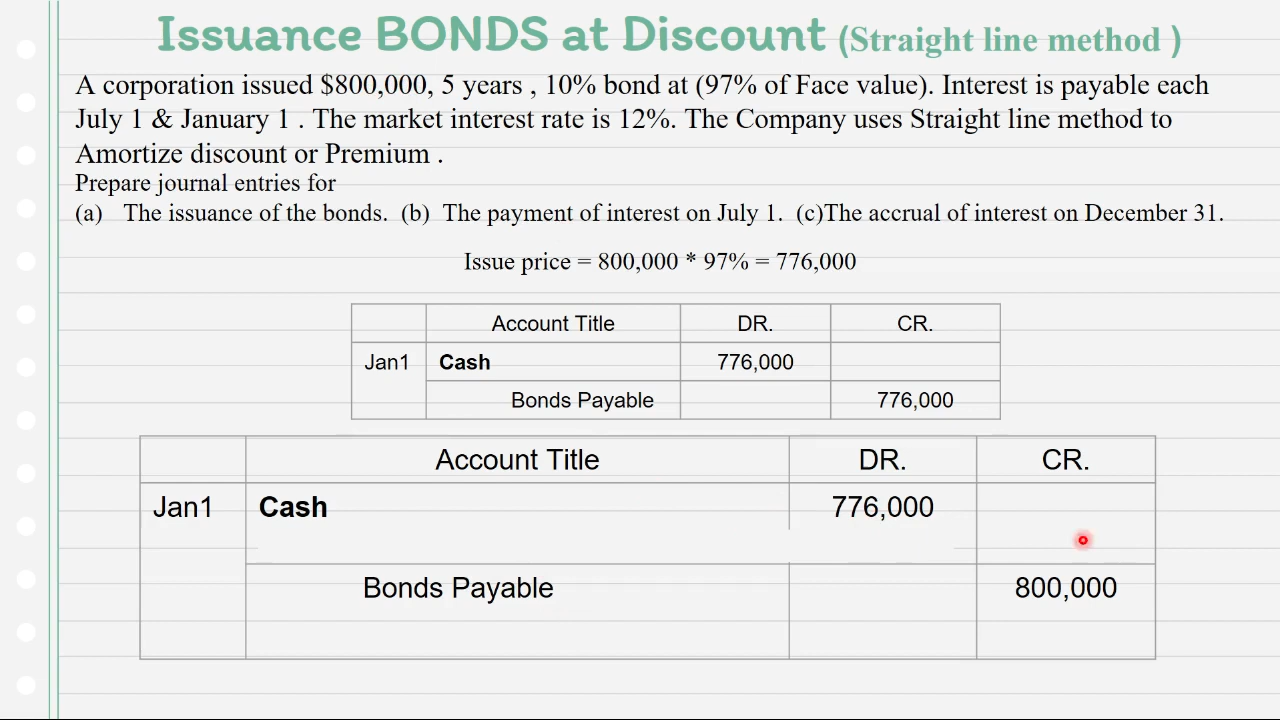 Issuance BONDS at Discount (Straight line method )
A corporation issued $800,000, 5 years , 10% bond at (97% of Face value). Interest is payable each
July 1 & January 1 . The market interest rate is 12%. The Company uses Straight line method to
Amortize discount or Premium .
Prepare journal entries for
(a) The issuance of the bonds. (b) The payment of interest on July 1. (c)The accrual of interest on December 31.
Issue price = 800,000 * 97% = 776,000
Account Title DR. CR.
Jan1 Cash 776,000
Bonds Payable 776,000
Account Title DR. CR.
Jan1 Cash 776,000
Bonds Payable 800,000